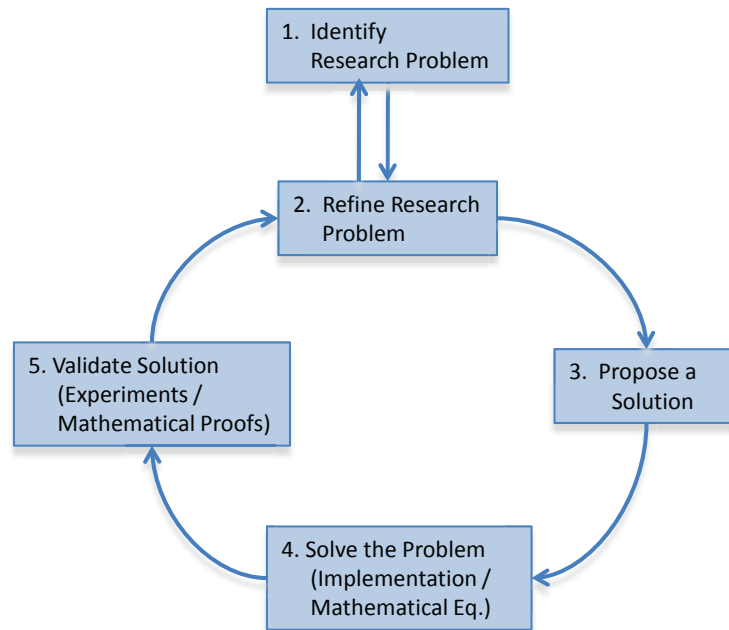 1. Identify
Research Problem
2. Refine Research
Problem
3. Propose a
Solution
4. Solve the Problem
(Implementation /
Mathematical Eq.)
5. Validate Solution
(Experiments /
Mathematical Proofs)